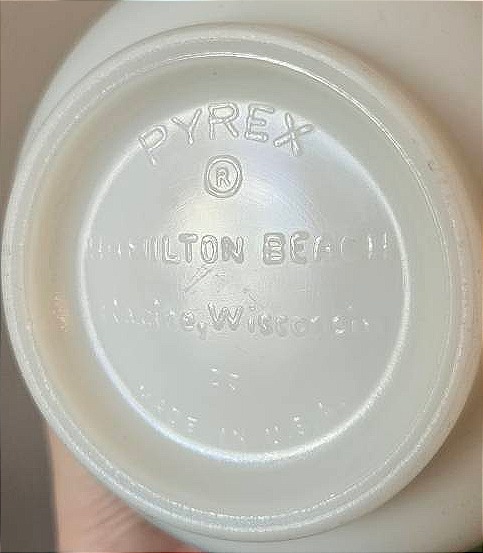 PYREX
®
HAMILTON BEACH
Racine, Wisconsin
MADE IN U.S.A.